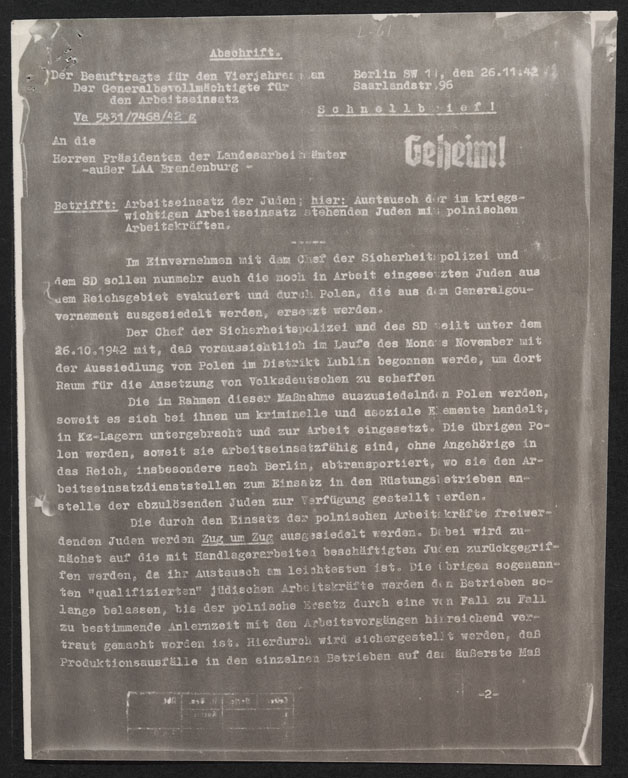 Abschrift.
Der Beauftragte für den Vierjahres an
Der Generalbevollmächtigte für
den Arbeitseinsatz
Va 5431/7468/42 g
Berlin SW 11, den 26.11.42
Saarlandstr. 96
Schnellbrief!
Geheim!
An die
Herren Präsidenten der Landesarbeitsämter
-außer LAA Brandenburg -
Betrifft: Arbeitseinsatz der Juden; hier: Austausch der im kriegs-
wichtigen Arbeitseinsatz stehenden Juden mit polnischen
Arbeitskräften.
Im Einvernehmen mit dem Chef der Sicherheitspolizei und
dem SD sollen nunmehr auch die noch in Arbeit eingesetzten Juden aus
dem Reichsgebiet evakuiert und durch Polen, die aus dem Generalgou-
vernement ausgesiedelt werden, ersetzt werden.
Der Chef der Sicherheitspolizei und des SD teilt unter dem
26.10.1942 mit, daß voraussichtlich im Laufe des Monats November mit
der Aussiedlung von Polen im Distrikt Lublin begonnen werde, um dort
Raum für die Ansetzung von Volksdeutschen zu schaffen
Die im Rahmen dieser Maßnahme auszusiedelnden Polen werden,
soweit es sich bei ihnen um kriminelle und asoziale Elemente handelt,
in Kz-Lagern untergebracht und zur Arbeit eingesetzt. Die übrigen Po-
len werden, soweit sie arbeitseinsatzfähig sind, ohne Angehörige in
das Reich, insbesondere nach Berlin, abtransportiert, wo sie den Ar-
beitseinsatzdienststellen zum Einsatz in den Rüstungsbetrieben an-
stelle der abzulösenden Juden zur Verfügung gestellt werden.
Die durch den Einsatz der polnischen Arbeitskräfte freiwer-
denden Juden werden Zug um Zug ausgesiedelt werden. Dabei wird zu-
nächst auf die mit Handlagerarbeiten beschäftigten Juden zurückgegrif-
fen werden, da ihr Austausch am leichtesten ist. Die übrigen sogenann-
ten "qualifizierten" jüdischen Arbeitskräfte werden den Betrieben so-
lange belassen, bis der polnische Ersatz durch eine von Fall zu Fall
zu bestimmende Anlernzeit mit den Arbeitsvorgängen hinreichend ver-
traut gemacht worden ist. Hierdurch wird sichergestellt werden, daß
Produktionsausfälle in den einzelnen Betrieben auf das äußerste Maß
-2-